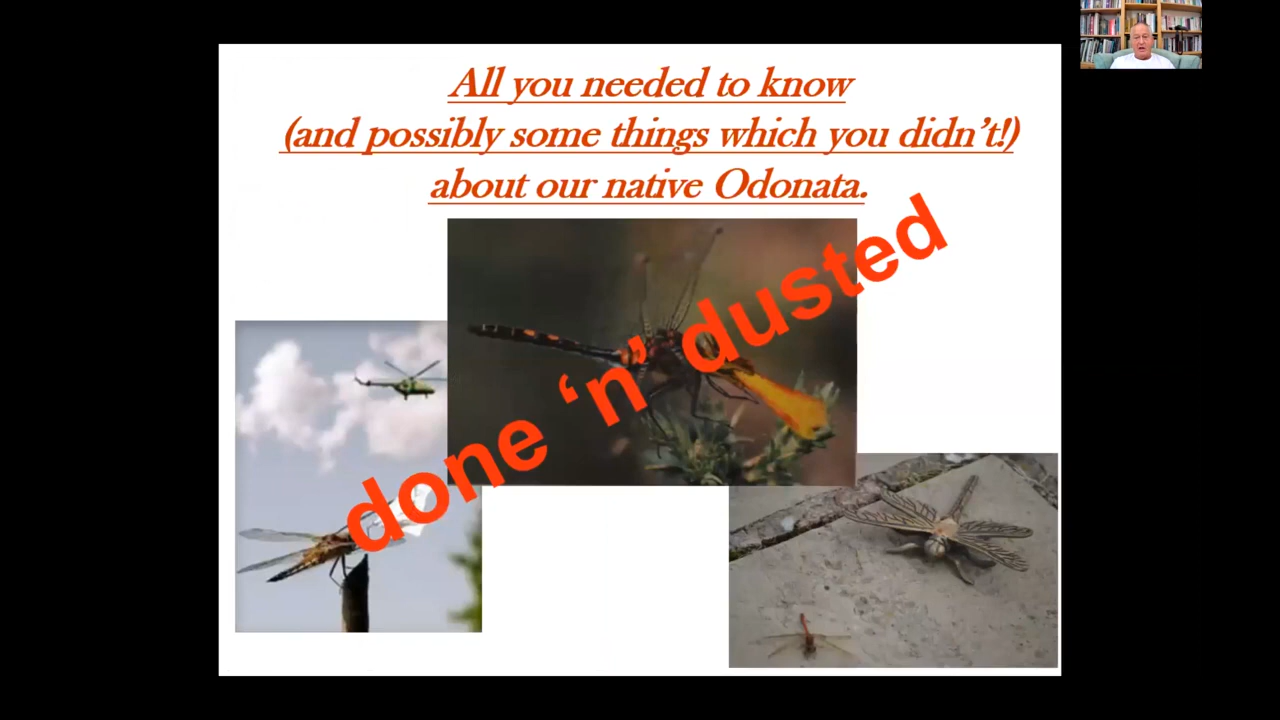 All you needed to know
(and possibly some things which you didn't!)
about our native Odonata.
done ‘n’ dusted